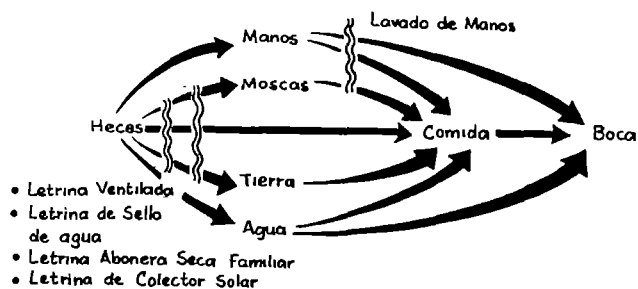 Lavado de Manos
Manos
Moscas
Heces
Comida
Boca
Tierra
Agua
• Letrina Ventilada
• Letrina de Sello
de agua
• Letrina Abonera Seca Familiar
• Letrina de Colector Solar